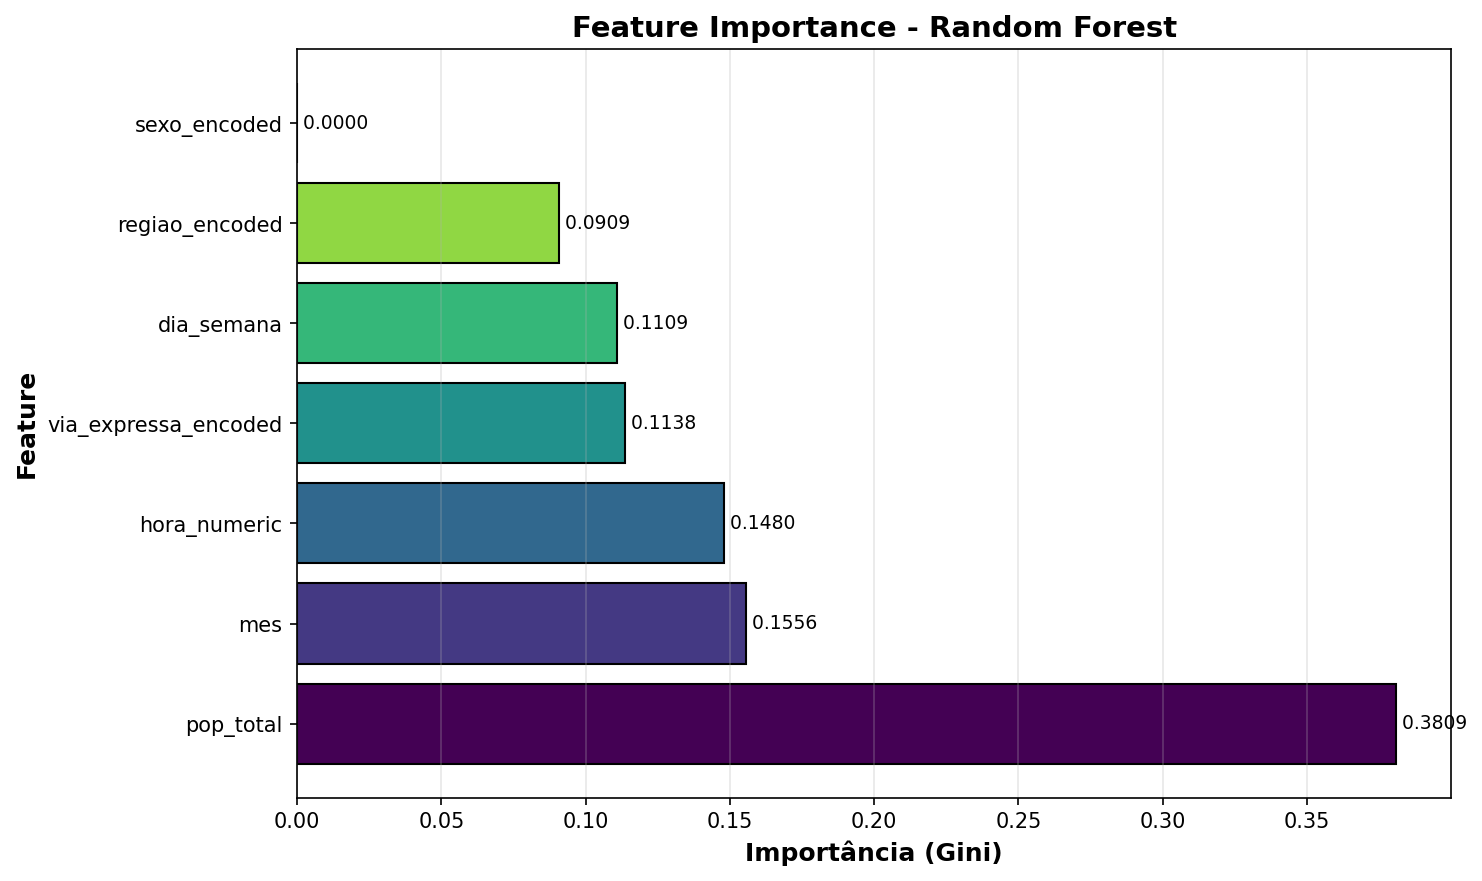 Feature Importance - Random Forest
sexo_encoded 0.0000
regiao_encoded 0.0909
dia_semana 0.1109
via_expressa_encoded 0.1138
hora_numeric 0.1480
mes 0.1556
pop_total 0.3809
Feature
0.00 0.05 0.10 0.15 0.20 0.25 0.30 0.35
Importância (Gini)